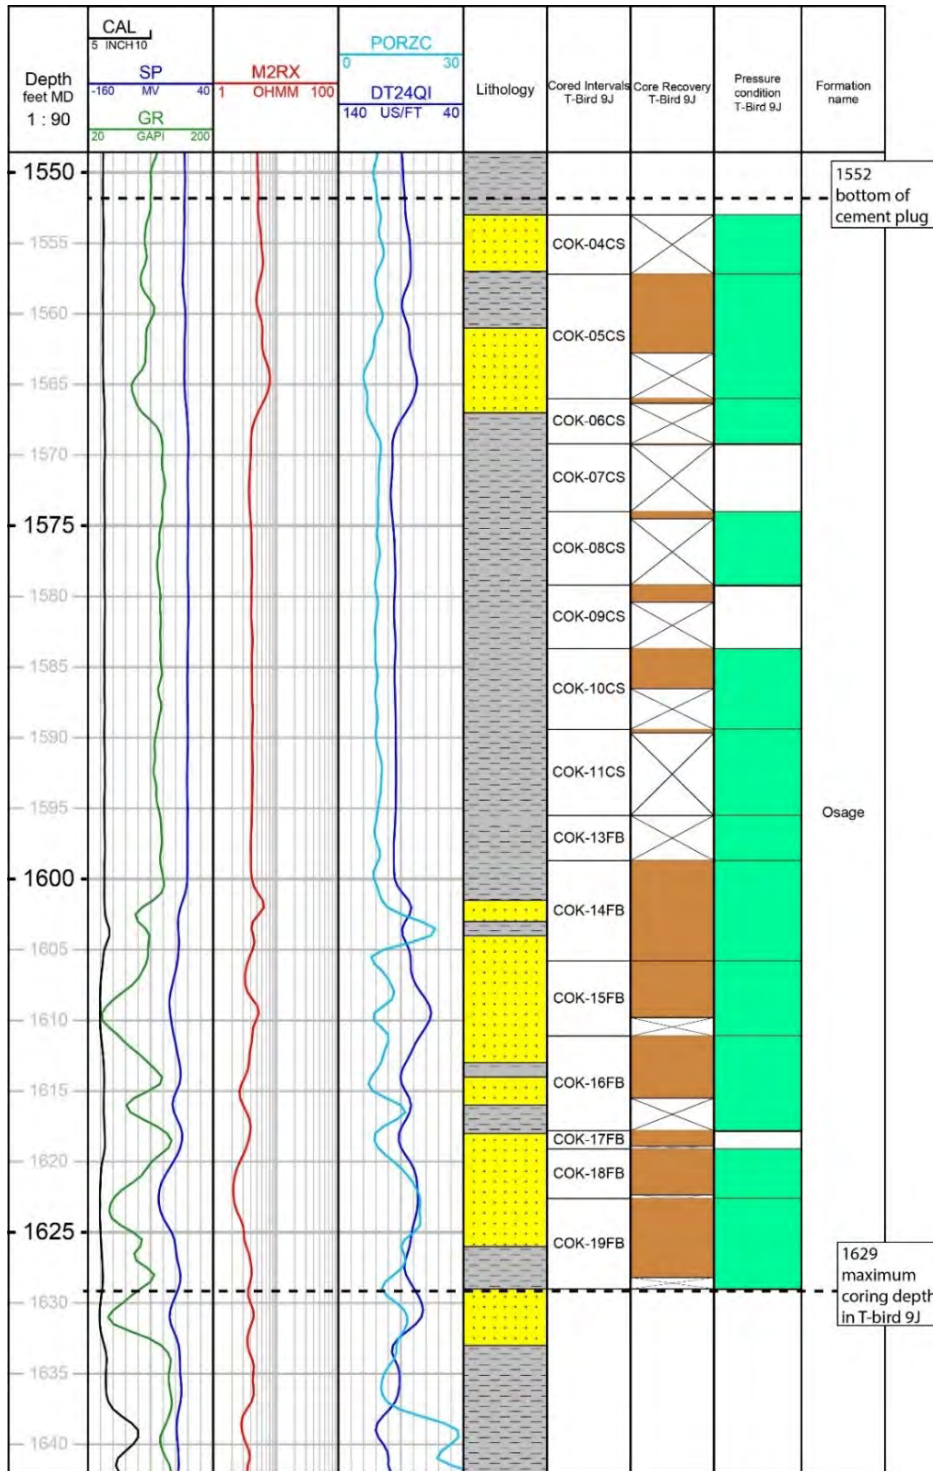 CAL
5 INCH 10
SP
-160 MV 40
GR
20 GAPI 200
M2RX
1 OHMM 100
PORZC
0 30
DT24QI
140 US/FT 40
Depth
feet MD
1 : 90
Lithology
Cored Intervals
T-Bird 9J
Core Recovery
T-Bird 9J
Pressure
condition
T-Bird 9J
Formation
name
1550
1552
bottom of
cement plug
COK-04CS
1555
1560
COK-05CS
1565
COK-06CS
1570
COK-07CS
1575
COK-08CS
1580
COK-09CS
1585
COK-10CS
1590
COK-11CS
1595
Osage
COK-13FB
1600
COK-14FB
1605
COK-15FB
1610
COK-16FB
1615
COK-17FB
1620
COK-18FB
1625
COK-19FB
1629
maximum
coring depth
in T-bird 9J
1630
1635
1640